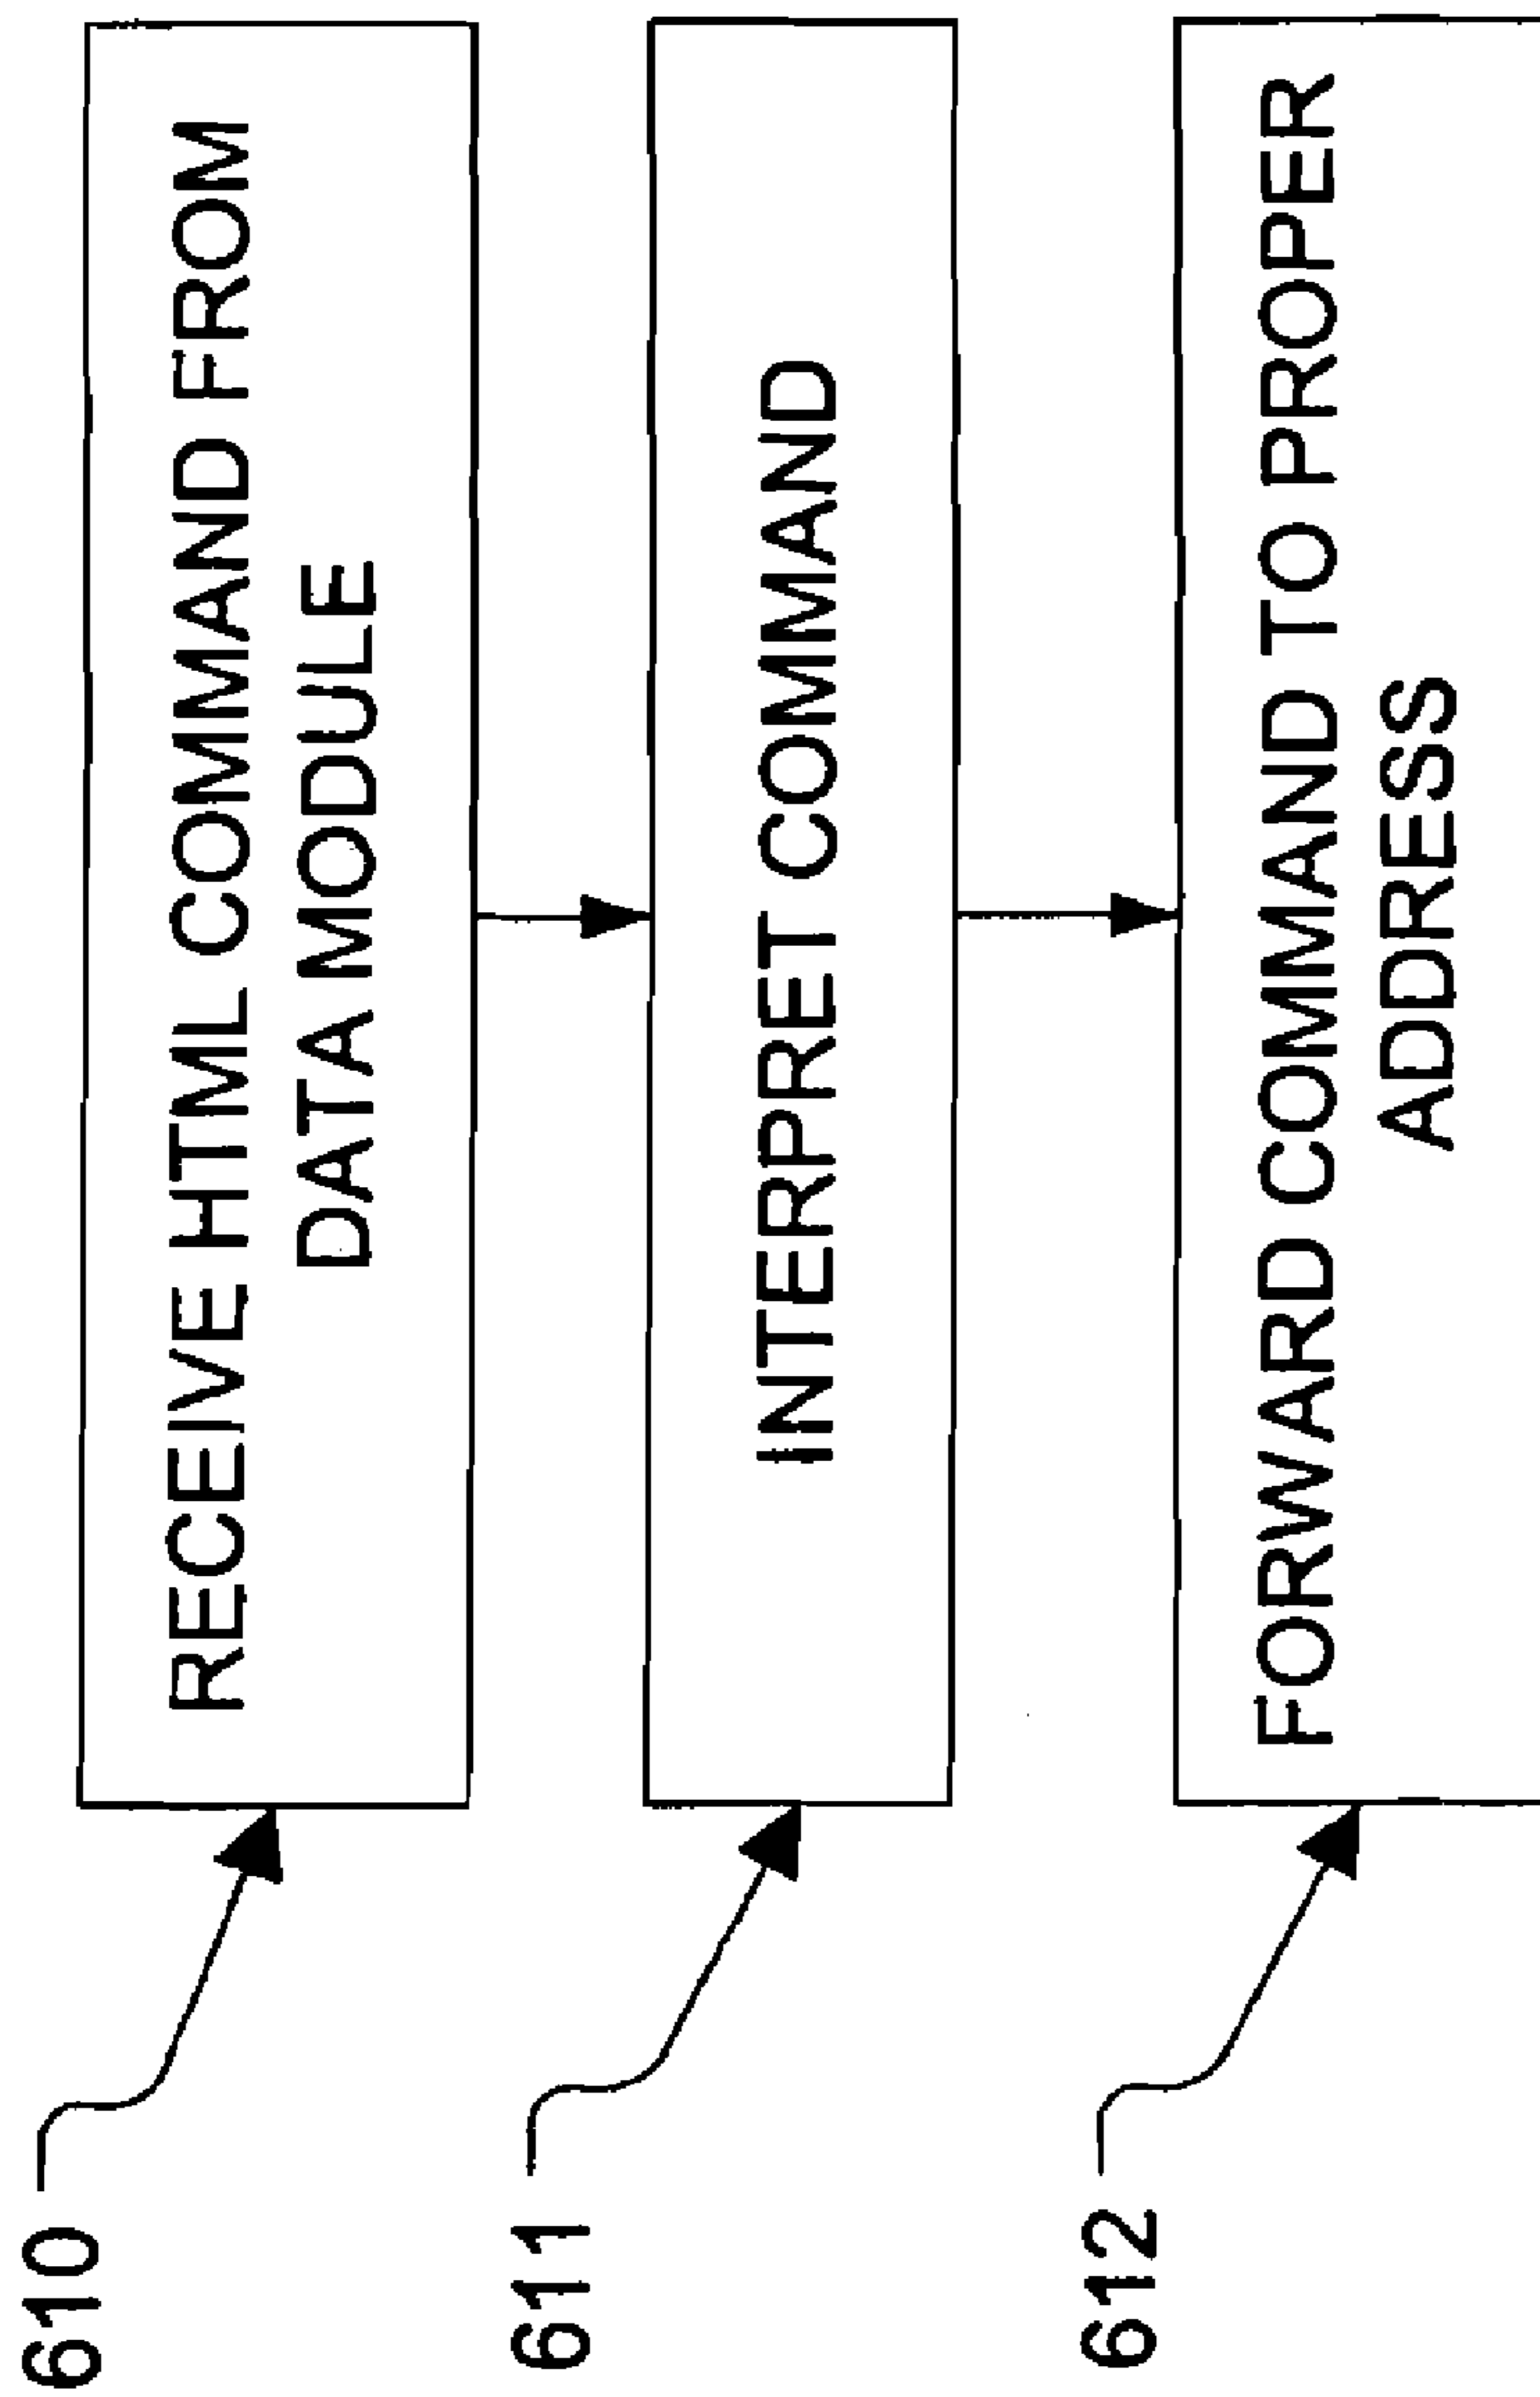 610
RECEIVE HTML COMMAND FROM
DATA MODULE
611
INTERPRET COMMAND
612
FORWARD COMMAND TO PROPER
ADDRESS